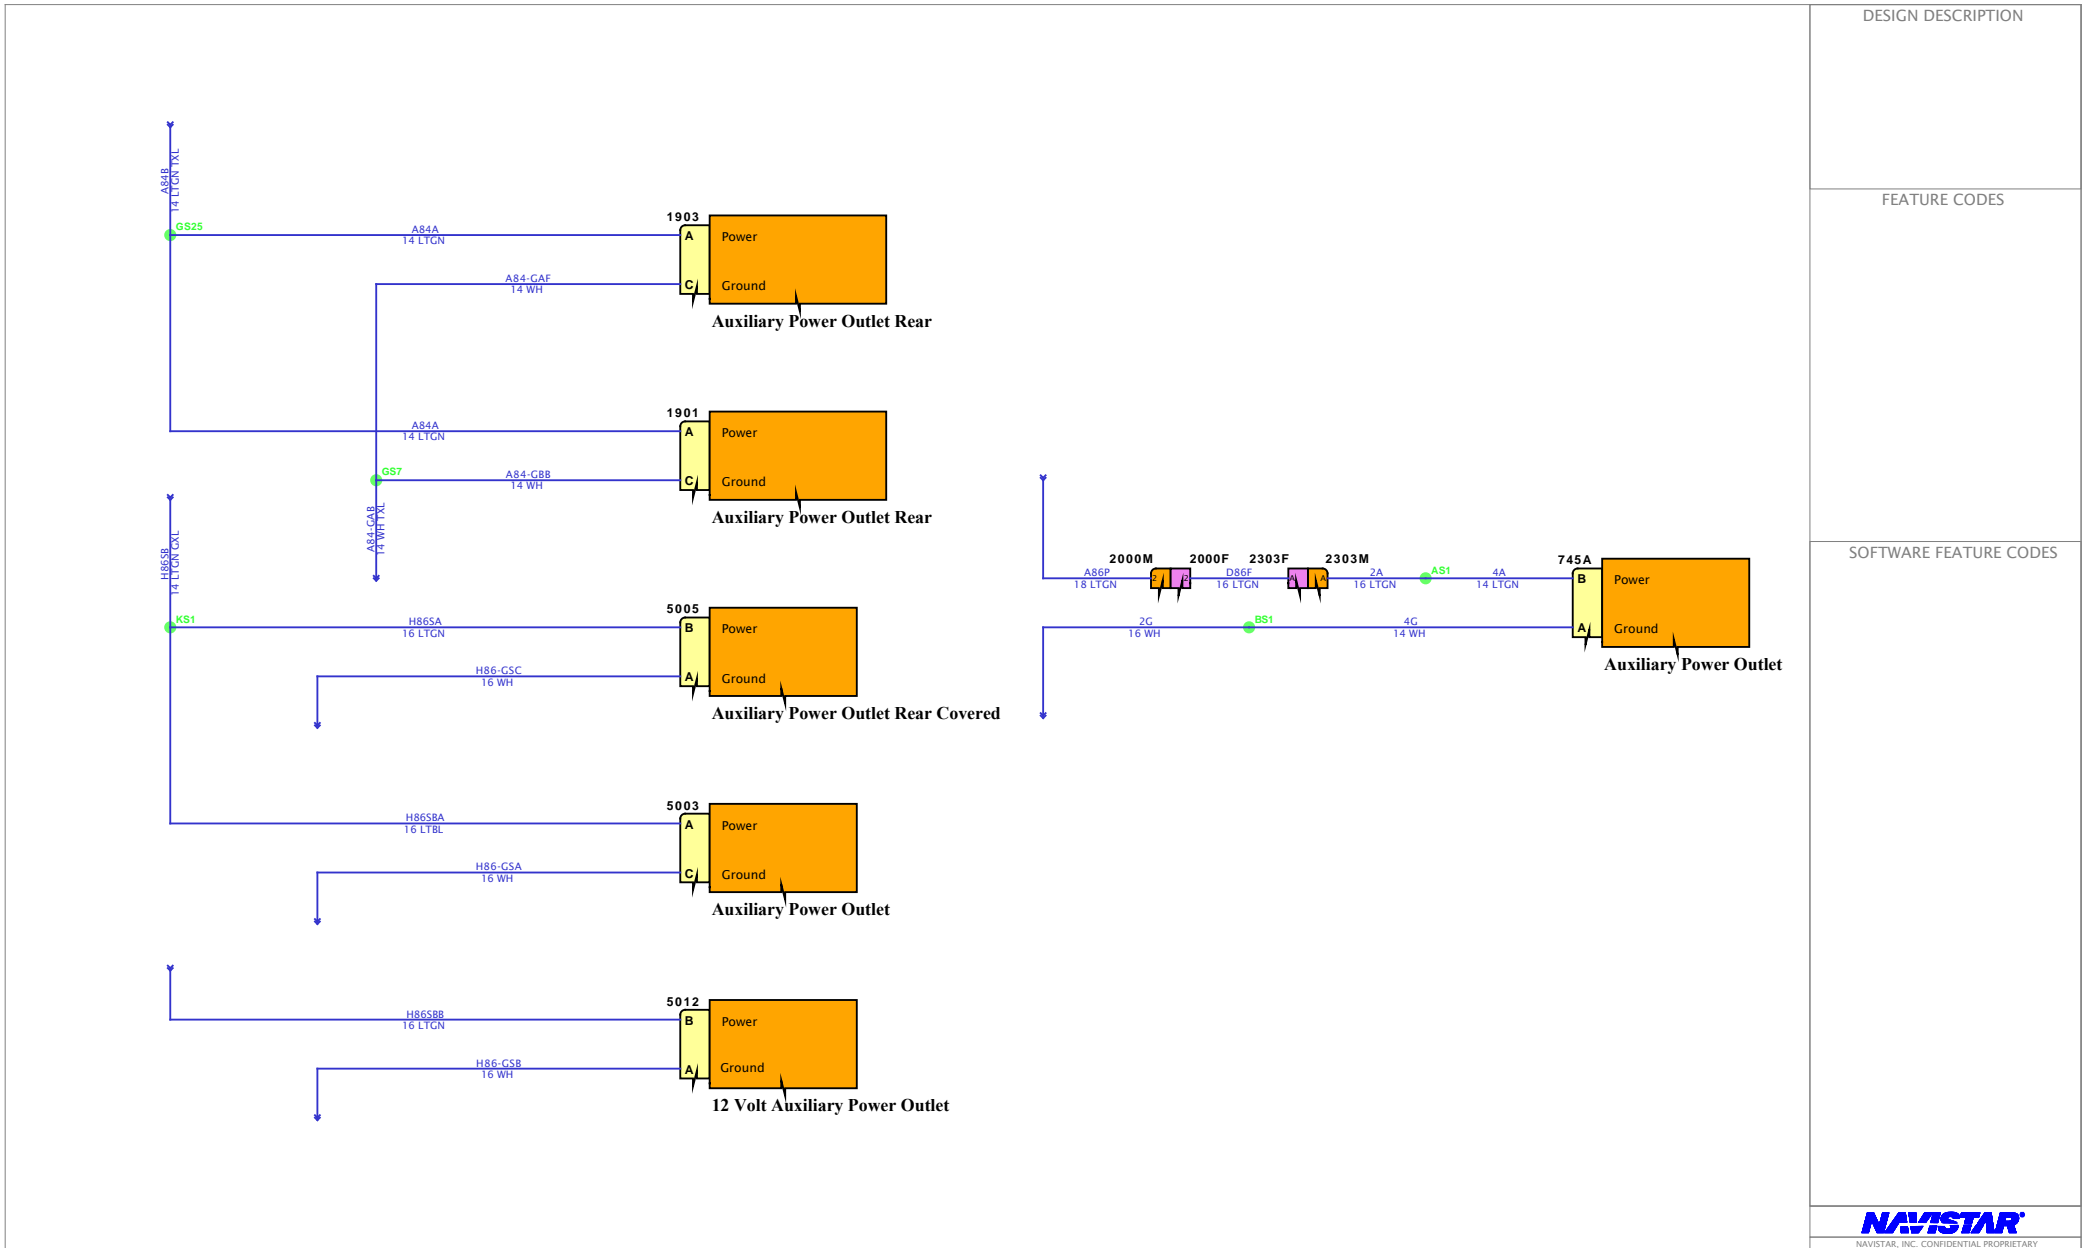 DESIGN DESCRIPTION
FEATURE CODES
SOFTWARE FEATURE CODES
A84B
14 LTGN TXL
GS25
A84A
14 LTGN
1903
A
Power
A84-GAF
14 WH
C
Ground
Auxiliary Power Outlet Rear
A84A
14 LTGN
1901
A
Power
GS7
A84-GBB
14 WH
C
Ground
Auxiliary Power Outlet Rear
A84-GAB
14 WH TXL
H86SB
14 LTGN GXL
KS1
H86SA
16 LTGN
5005
B
Power
H86-GSC
16 WH
A
Ground
Auxiliary Power Outlet Rear Covered
H86SBA
16 LTBL
5003
A
Power
H86-GSA
16 WH
C
Ground
Auxiliary Power Outlet
H86SBB
16 LTGN
5012
B
Power
H86-GSB
16 WH
A
Ground
12 Volt Auxiliary Power Outlet
A86P
18 LTGN
2000M
2
2000F
2
D86F
16 LTGN
2303F
A
2303M
A
2A
16 LTGN
AS1
4A
14 LTGN
745A
B
Power
2G
16 WH
BS1
4G
14 WH
A
Ground
Auxiliary Power Outlet
NAVISTAR
NAVISTAR, INC. CONFIDENTIAL PROPRIETARY